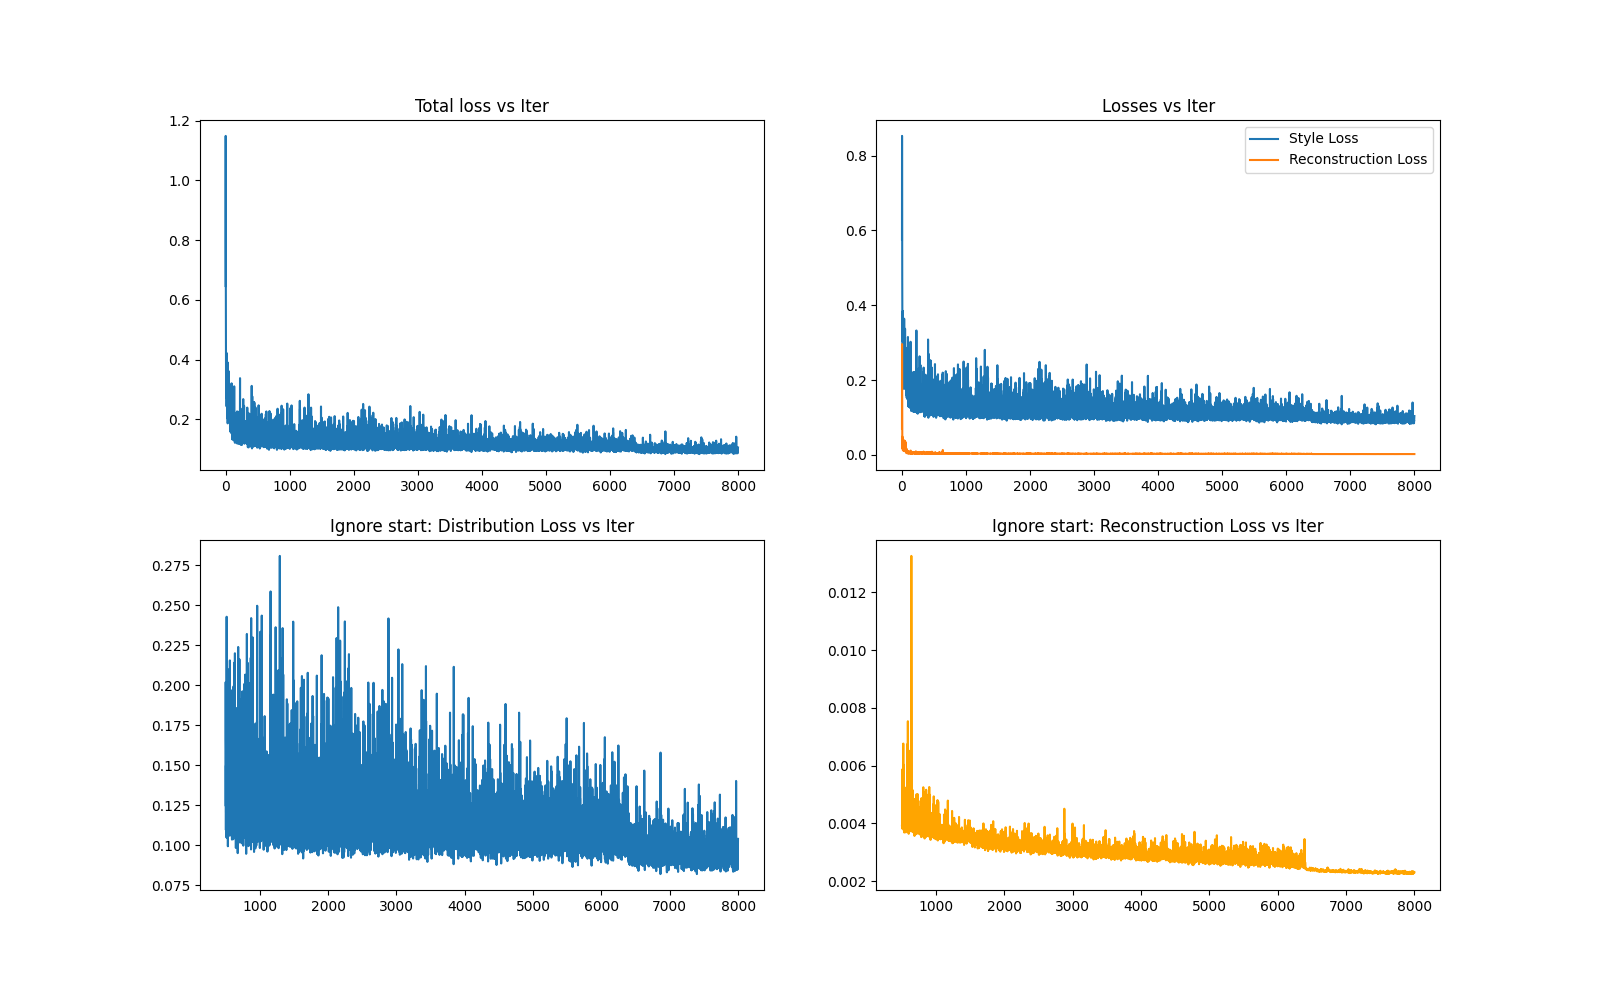 Total loss vs Iter
1.2
1.0
0.8
0.6
0.4
0.2
0 1000 2000 3000 4000 5000 6000 7000 8000
Losses vs Iter
Style Loss
Reconstruction Loss
0.8
0.6
0.4
0.2
0.0
0 1000 2000 3000 4000 5000 6000 7000 8000
Ignore start: Distribution Loss vs Iter
0.275
0.250
0.225
0.200
0.175
0.150
0.125
0.100
0.075
1000 2000 3000 4000 5000 6000 7000 8000
Ignore start: Reconstruction Loss vs Iter
0.012
0.010
0.008
0.006
0.004
0.002
1000 2000 3000 4000 5000 6000 7000 8000